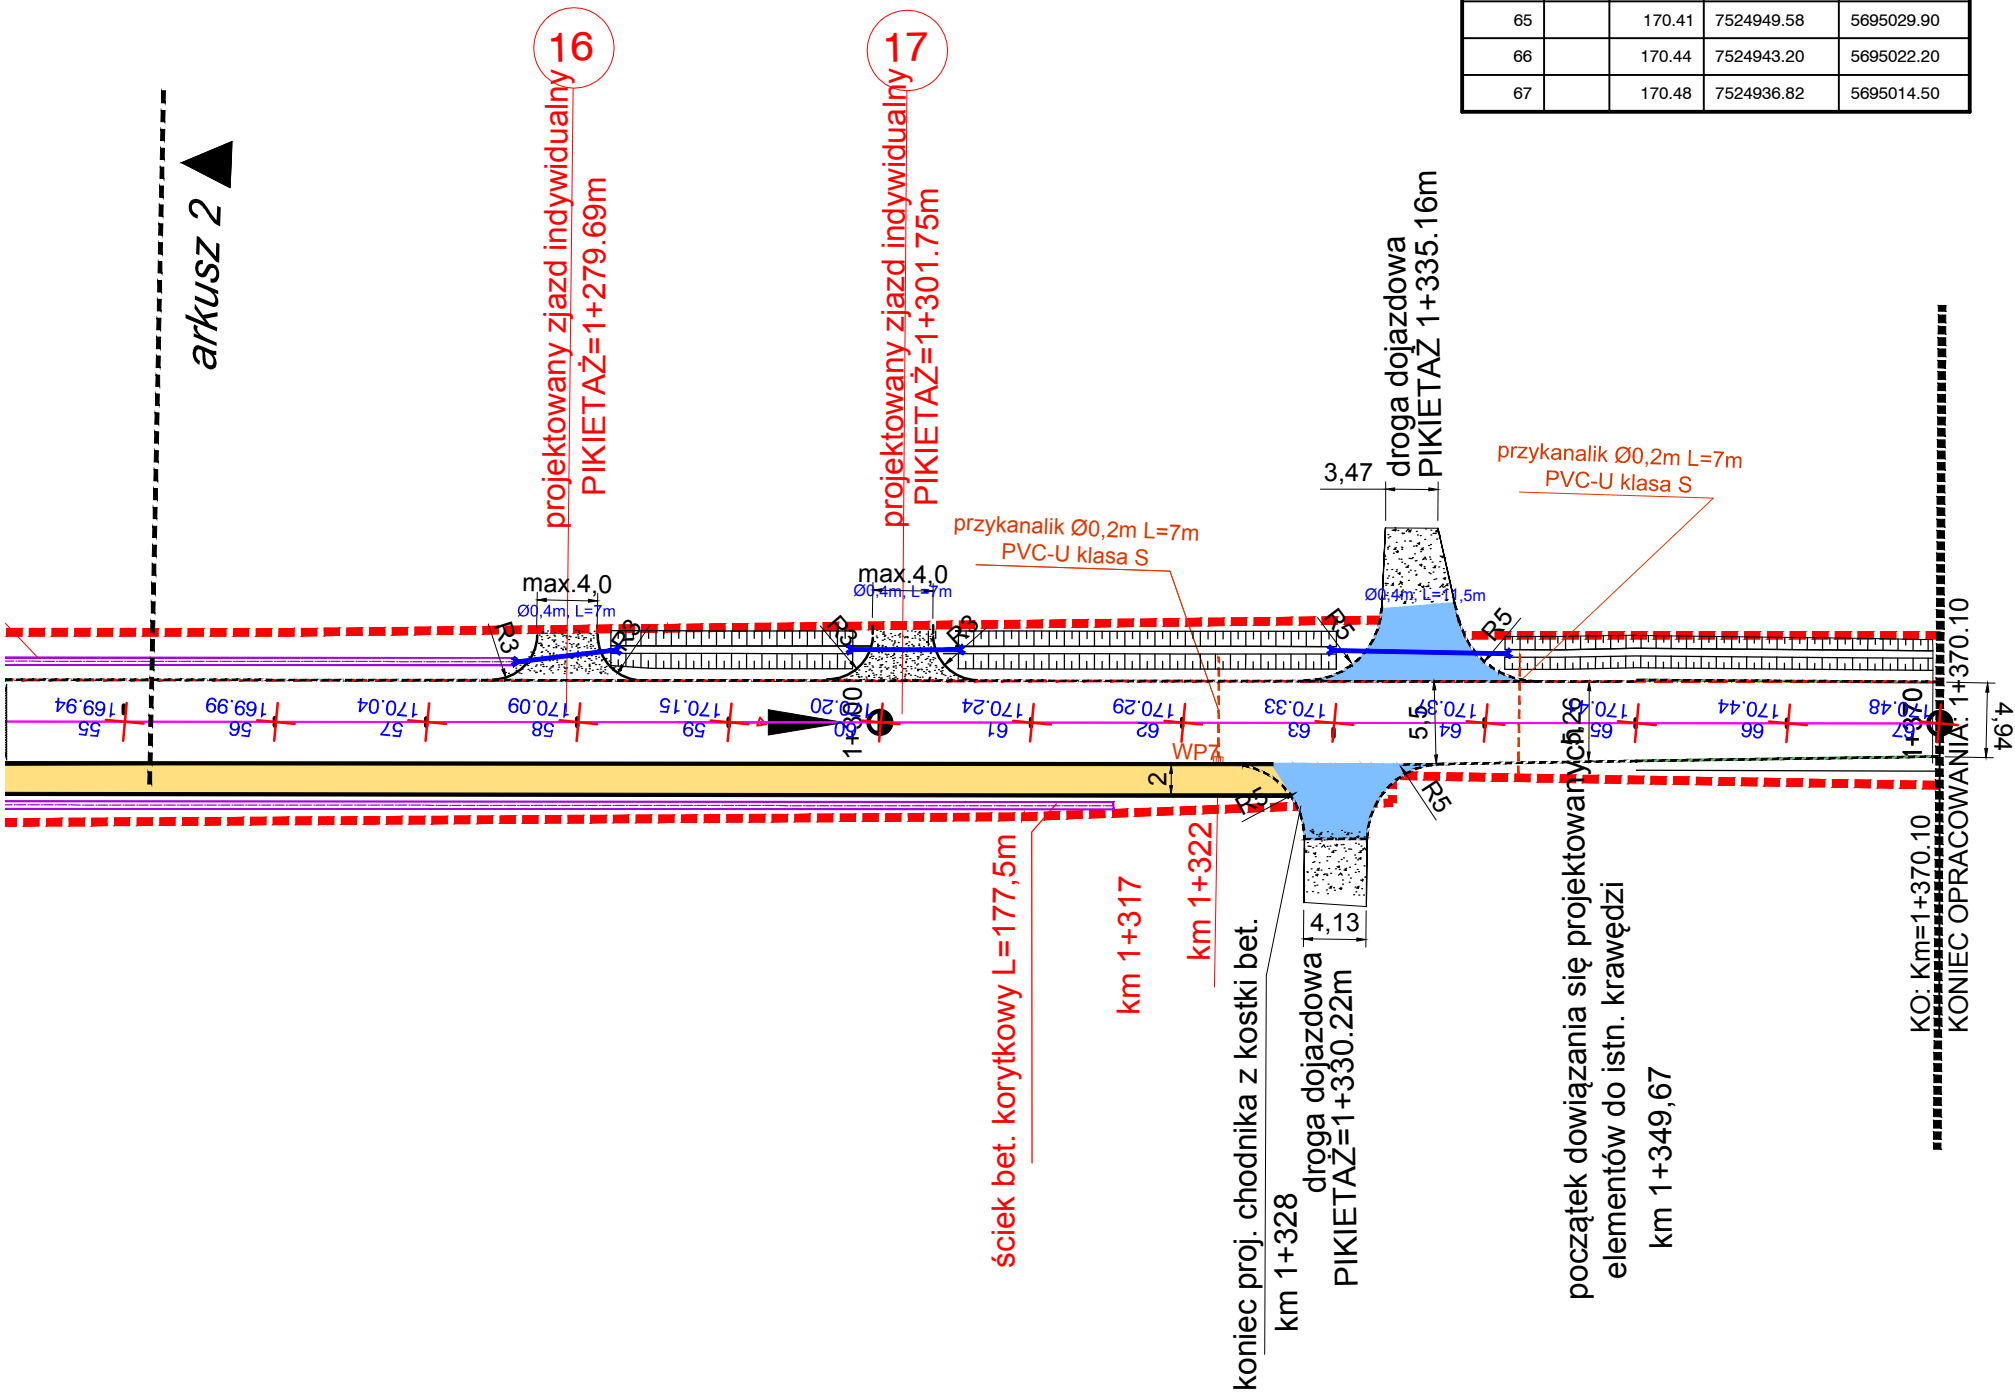 65 170.41 7524949.58 5695029.90
66 170.44 7524943.20 5695022.20
67 170.48 7524936.82 5695014.50
16
17
arkusz 2
projektowany zjazd indywidualny
PIKIETAŻ=1+279.69m
projektowany zjazd indywidualny
PIKIETAŻ=1+301.75m
droga dojazdowa
PIKIETAŻ 1+335.16m
3,47
przykanalik Ø0,2m L=7m
PVC-U klasa S
przykanalik Ø0,2m L=7m
PVC-U klasa S
max.4,0
Ø0,4m, L=7m
max.4,0
Ø0,4m, L=7m
Ø0,4m, L=11,5m
R3
R3
R3
R3
R5
R5
169.94
55
169.99
56
170.04
57
170.09
58
170.15
59
170.20
60
1+300
170.24
61
170.29
62
170.33
63
170.37
64
170.41
65
170.44
66
170.48
67
1+370
5,5
5,26
4,94
WP7
2
R5
R5
4,13
ściek bet. korytkowy L=177,5m
km 1+317
km 1+322
koniec proj. chodnika z kostki bet.
km 1+328
droga dojazdowa
PIKIETAŻ=1+330.22m
początek dowiązania się projektowanych
elementów do istn. krawędzi
km 1+349,67
KO: Km=1+370.10
KONIEC OPRACOWANIA: 1+370.10